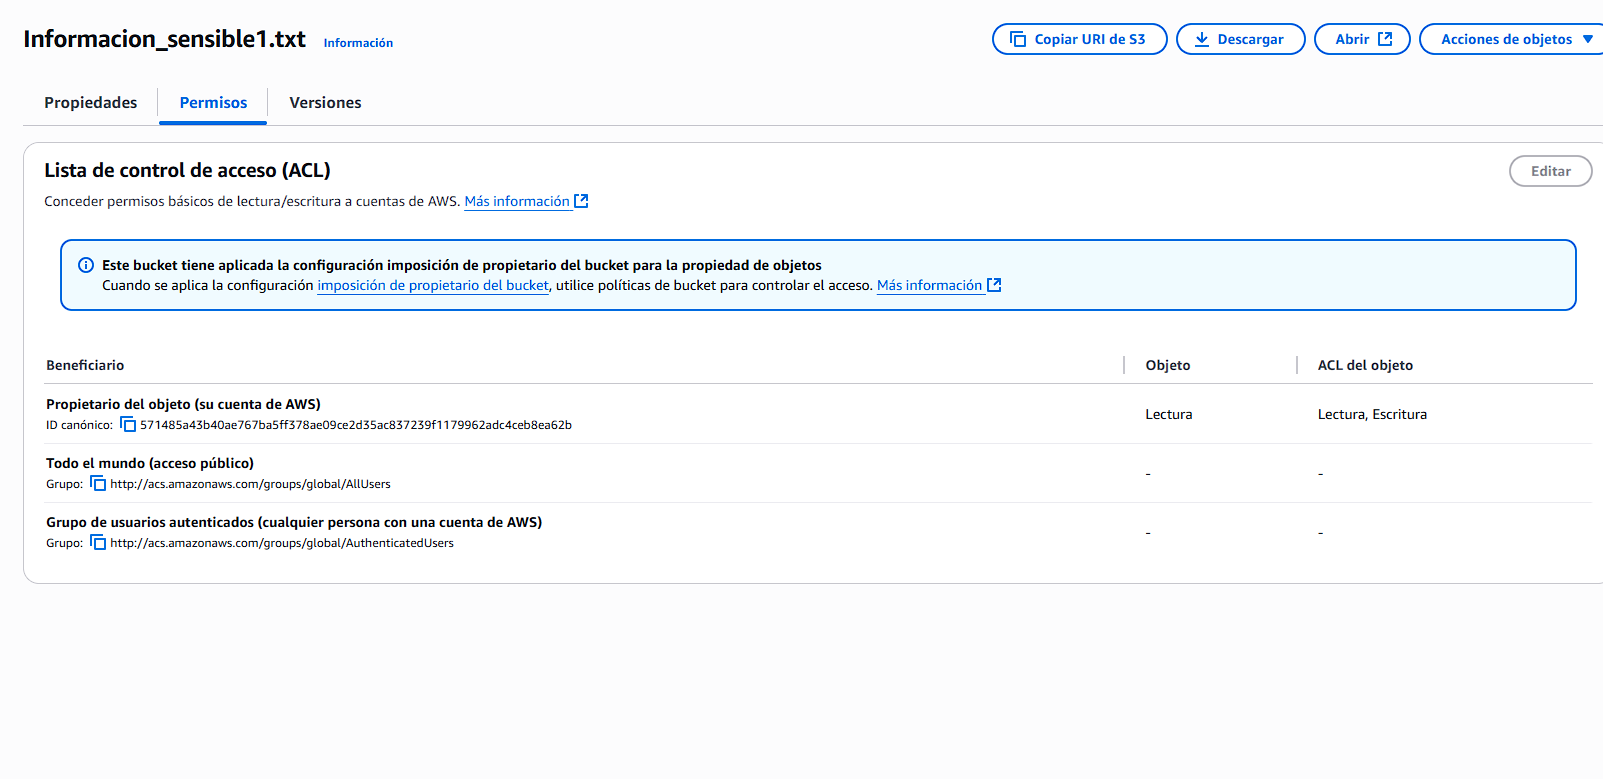 Informacion_sensible1.txt Información
Copiar URI de S3 Descargar Abrir Acciones de objetos
Propiedades Permisos Versiones
Lista de control de acceso (ACL) Editar
Conceder permisos básicos de lectura/escritura a cuentas de AWS. Más información
Este bucket tiene aplicada la configuración imposición de propietario del bucket para la propiedad de objetos
Cuando se aplica la configuración imposición de propietario del bucket, utilice políticas de bucket para controlar el acceso. Más información
Beneficiario Objeto ACL del objeto
Propietario del objeto (su cuenta de AWS)
ID canónico: 571485a43b40ae767ba5ff378ae09ce2d35ac837239f1179962adc4ceb8ea62b
Lectura Lectura, Escritura
Todo el mundo (acceso público)
Grupo: http://acs.amazonaws.com/groups/global/AllUsers
- -
Grupo de usuarios autenticados (cualquier persona con una cuenta de AWS)
Grupo: http://acs.amazonaws.com/groups/global/AuthenticatedUsers
- -